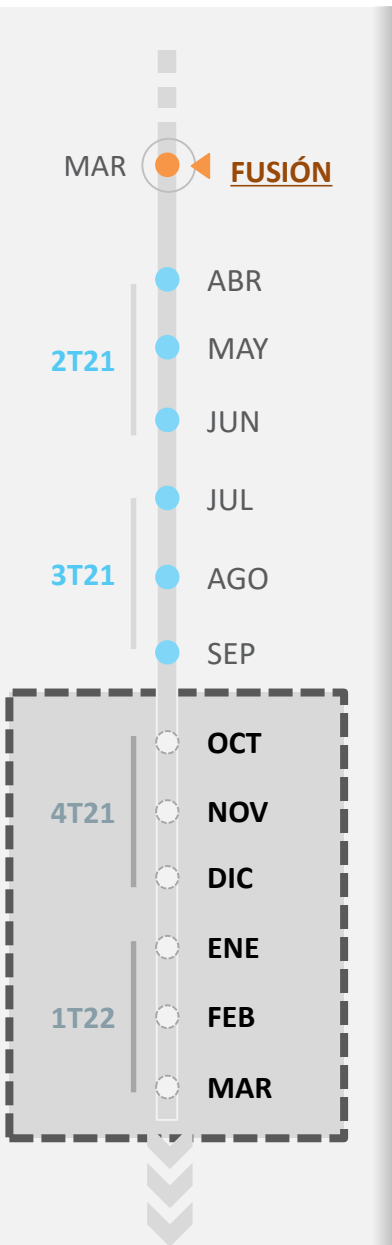 MAR FUSIÓN
ABR
2T21 MAY
JUN
JUL
3T21 AGO
SEP
OCT
4T21 NOV
DIC
ENE
1T22 FEB
MAR